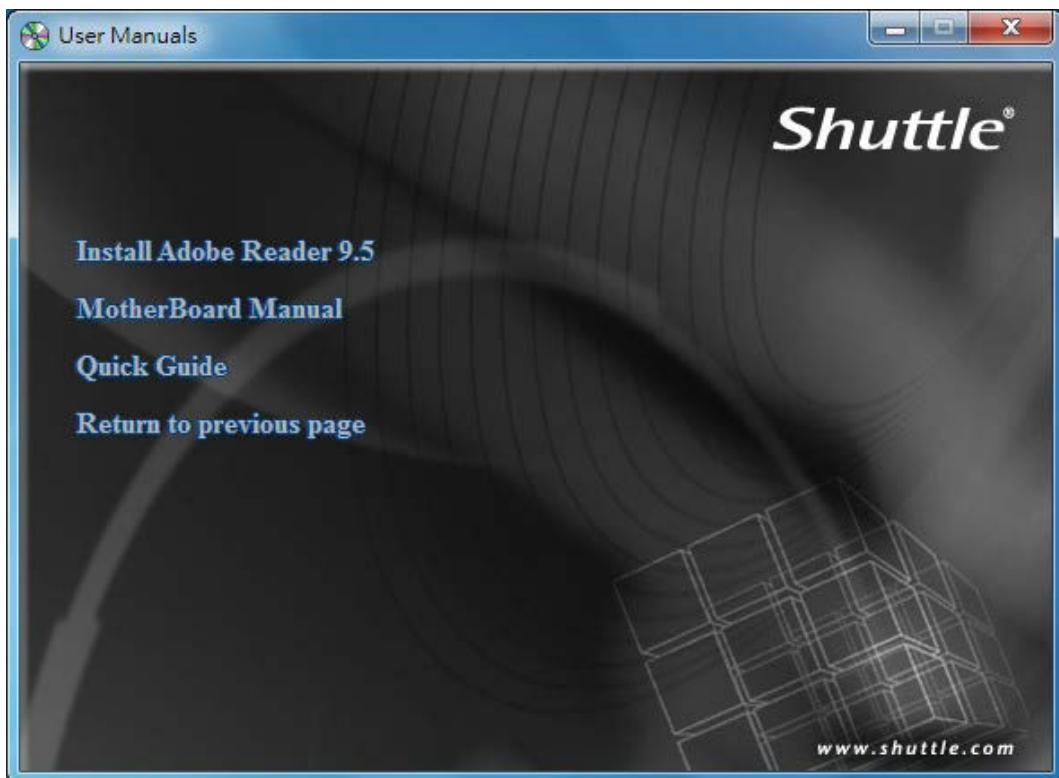 User Manuals
Shuttle®
Install Adobe Reader 9.5
MotherBoard Manual
Quick Guide
Return to previous page
www.shuttle.com